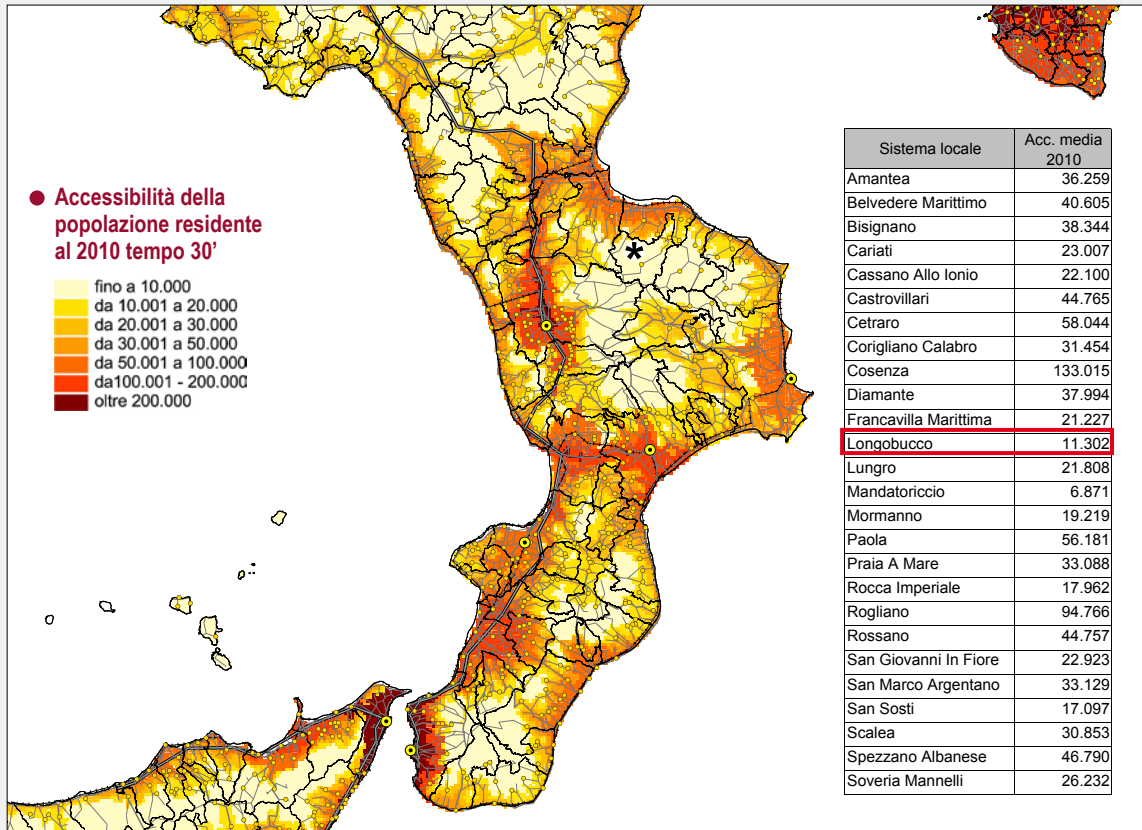 ● Accessibilità della
popolazione residente
al 2010 tempo 30'
fino a 10.000
da 10.001 a 20.000
da 20.001 a 30.000
da 30.001 a 50.000
da 50.001 a 100.000
da100.001 - 200.000
oltre 200.000
*
Sistema locale Acc. media 2010
Amantea 36.259
Belvedere Marittimo 40.605
Bisignano 38.344
Cariati 23.007
Cassano Allo Ionio 22.100
Castrovillari 44.765
Cetraro 58.044
Corigliano Calabro 31.454
Cosenza 133.015
Diamante 37.994
Francavilla Marittima 21.227
Longobucco 11.302
Lungro 21.808
Mandatoriccio 6.871
Mormanno 19.219
Paola 56.181
Praia A Mare 33.088
Rocca Imperiale 17.962
Rogliano 94.766
Rossano 44.757
San Giovanni In Fiore 22.923
San Marco Argentano 33.129
San Sosti 17.097
Scalea 30.853
Spezzano Albanese 46.790
Soveria Mannelli 26.232